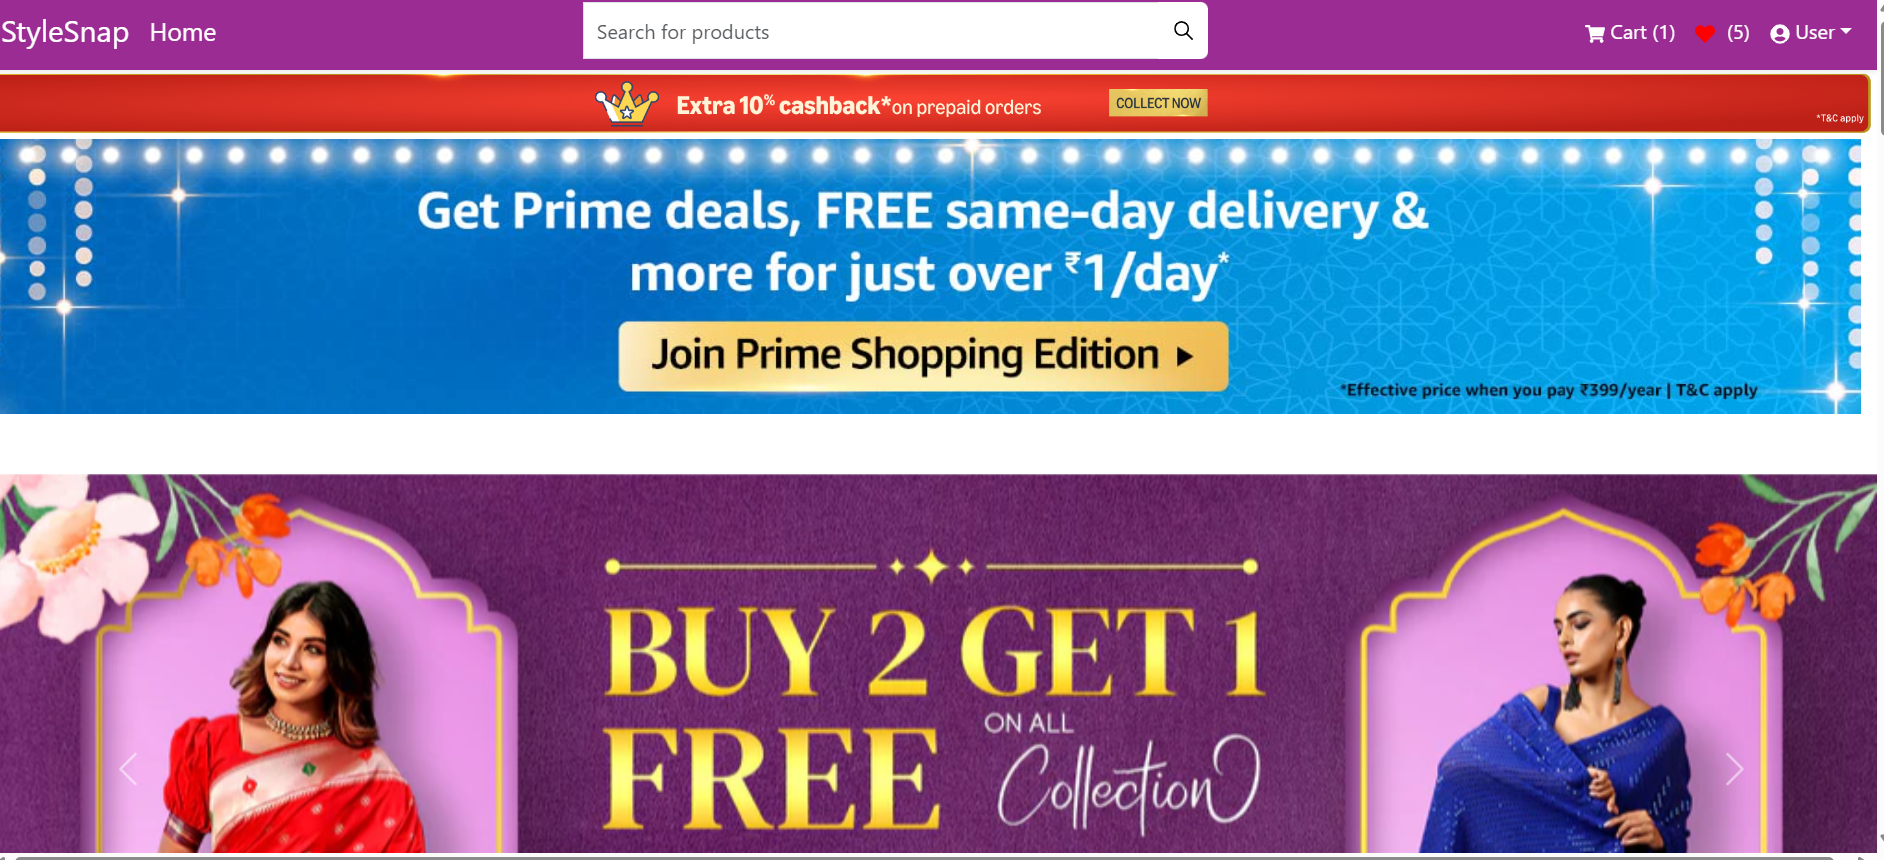 StyleSnap Home
Search for products
Cart (1) (5) User
Extra 10% cashback* on prepaid orders
COLLECT NOW
*T&C apply
Get Prime deals, FREE same-day delivery &
more for just over ₹1/day*
Join Prime Shopping Edition
*Effective price when you pay ₹399/year | T&C apply
BUY 2 GET 1
FREE
ON ALL
Collection